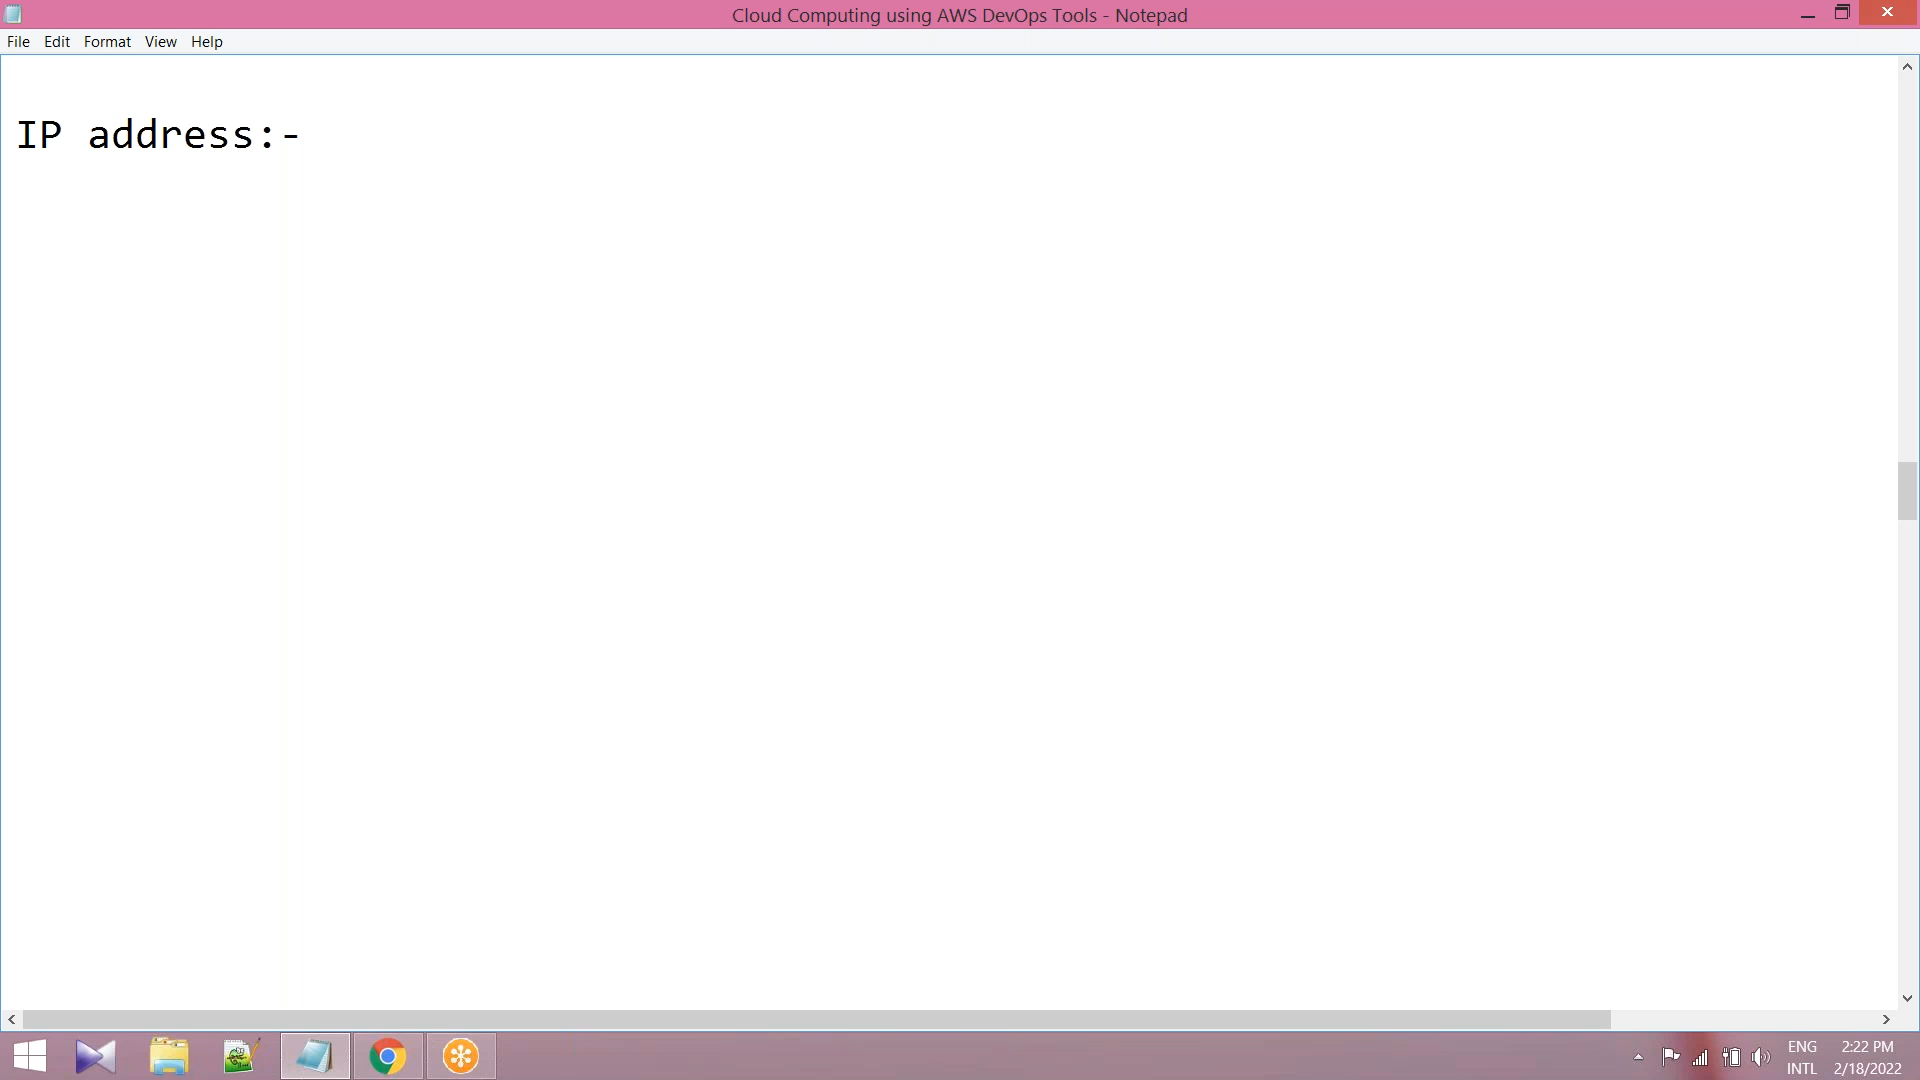 Cloud Computing using AWS DevOps Tools - Notepad
File Edit Format View Help
IP address:-
ENG 2:22 PM
INTL 2/18/2022